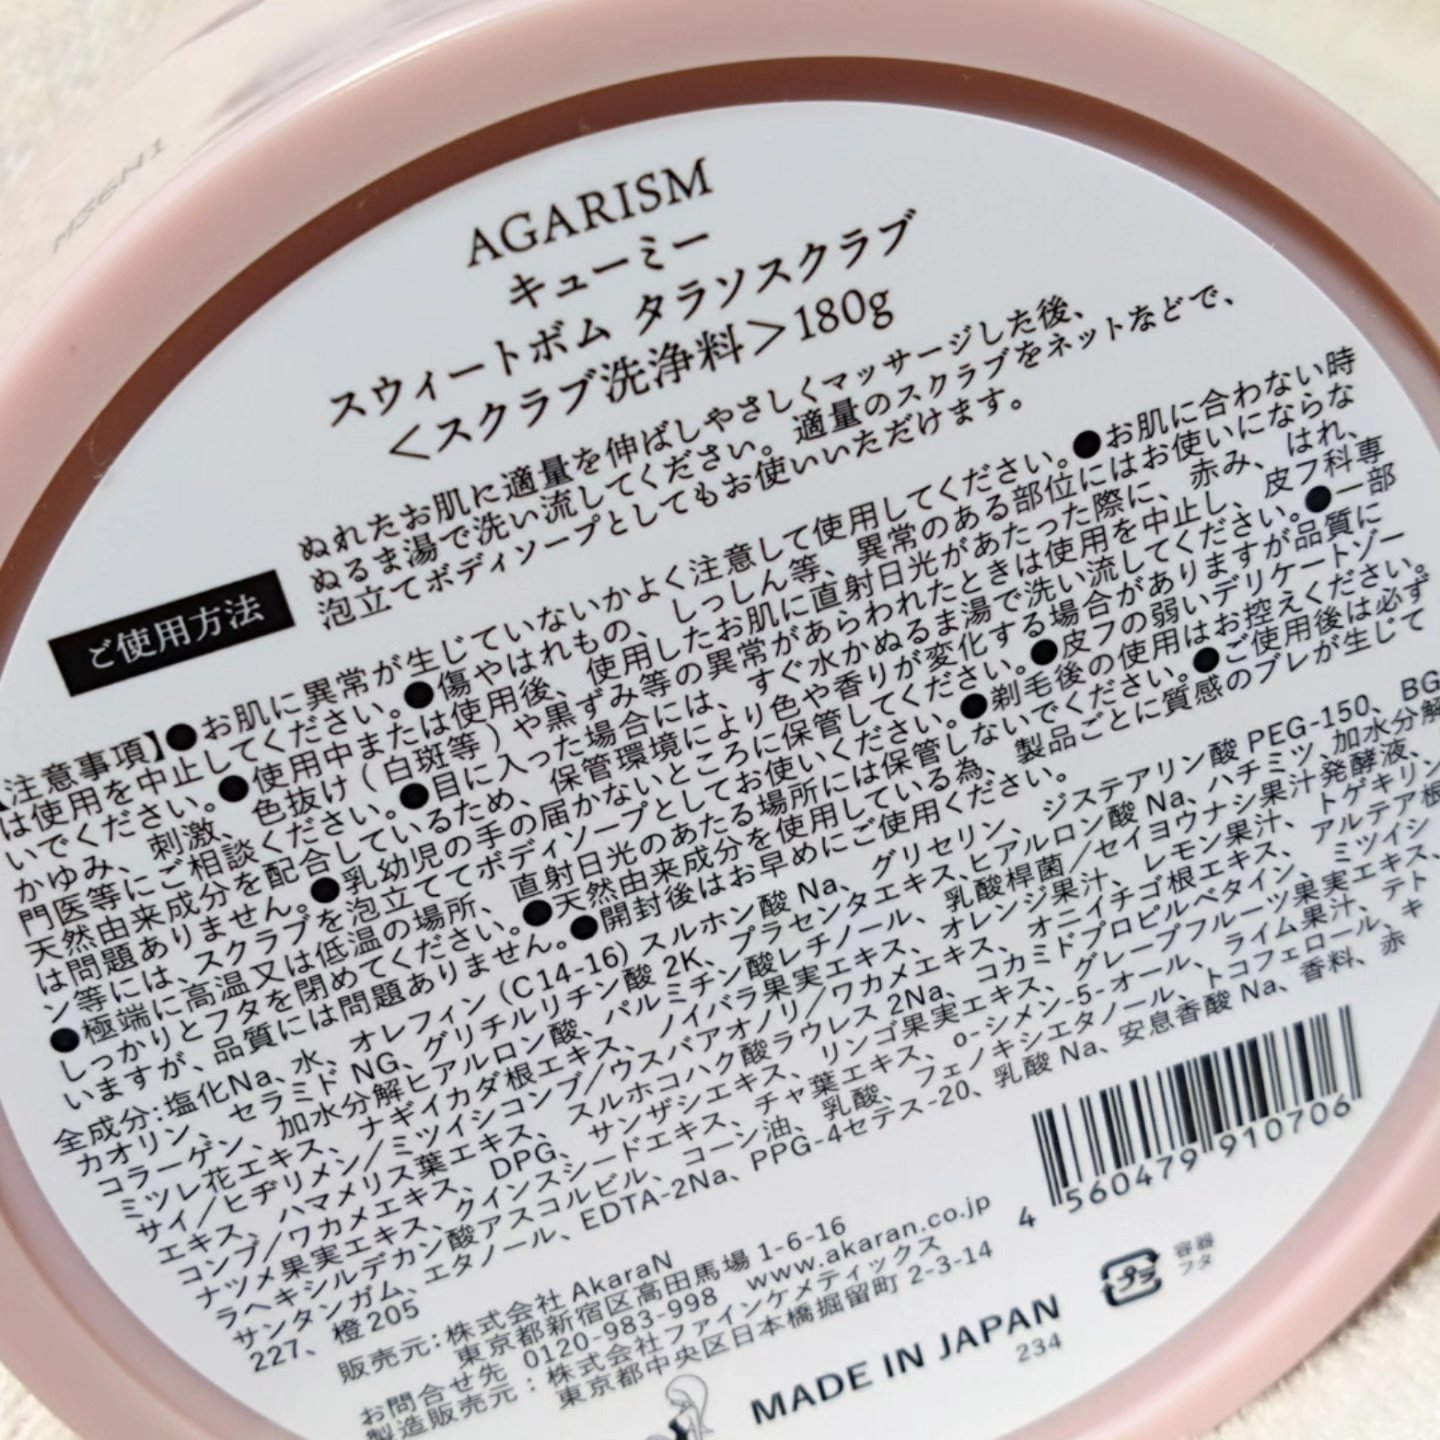 M36N1
AGARISM
キューミー
スウィートボム タラソスクラブ
＜スクラブ洗浄料＞180g
ご使用方法
ぬれたお肌に適量を伸ばしやさしくマッサージした後、
ぬるま湯で洗い流してください。適量のスクラブをネットなどで、
泡立てボディソープとしてもお使いいただけます。
注意事項】●お肌に異常が生じていないかよく注意して使用してください。●お肌に合わない時
は使用を中止してください。●傷やはれもの、しっしん等、異常のある部位にはお使いにならな
いでください。●使用中または使用後、使用したお肌に直射日光があたった際に、赤み、はれ、
かゆみ、刺激、色抜け（白斑等）や黒ずみ等の異常があらわれたときは使用を中止し、皮フ科専
門医等にご相談ください。●目に入った場合には、すぐ水かぬるま湯で洗い流してください。●一部
天然由来成分を配合しているため、保管環境により色や香りが変化する場合がありますが品質に
は問題ありません。●乳幼児の手の届かないところに保管してください。●皮フの弱いデリケートゾー
ン等には、スクラブを泡立ててボディソープとしてお使いください。●剃毛後の使用はお控えください。
●極端に高温又は低温の場所、直射日光のあたる場所には保管しないでください。●ご使用後は必ず
しっかりとフタを閉めてください。●天然由来成分を使用している為、製品ごとに質感のブレが生じて
いますが、品質には問題ありません。●開封後はお早めにご使用ください。
全成分:塩化Na、水、オレフィン（C14-16）スルホン酸 Na、グリセリン、ジステアリン酸 PEG-150、BG
カオリン、セラミド NG、グリチルリチン酸 2K、プラセンタエキス、ヒアルロン酸 Na、ハチミツ、加水分解
コラーゲン、加水分解ヒアルロン酸、パルミチン酸レチノール、乳酸桿菌／セイヨウナシ果汁発酵液、
ミツレ花エキス、ナギイカダ根エキス、ノイバラ果実エキス、オレンジ果汁、レモン果汁、トゲキリン
サイ／ヒヂリメン／ミツイシコンブ／ウスバアオノリ／ワカメエキス、オニイチゴ根エキス、アルテア根
エキス、ハマメリス葉エキス、スルホコハク酸ラウレス 2Na、コカミドプロピルベタイン、ミツイシ
コンブ／ワカメエキス、DPG、サンザシエキス、リンゴ果実エキス、グレープフルーツ果実エキス、
ナツメ果実エキス、クインスシードエキス、チャ葉エキス、o-シメン-5-オール、ライム果汁、テト
ラヘキシルデカン酸アスコルビル、コーン油、乳酸、フェノキシエタノール、トコフェロール、キ
サンタンガム、エタノール、EDTA-2Na、PPG-4セテス-20、乳酸 Na、安息香酸 Na、香料、赤
227、橙205
販売元:株式会社 AkaraN
東京都新宿区高田馬場 1-6-16
お問合せ先 0120-983-998 www.akaran.co.jp
製造販売元：株式会社ファインケメティックス
東京都中央区日本橋掘留町 2-3-14
4 560479 910706
プラ
容器
フタ
MADE IN JAPAN
234